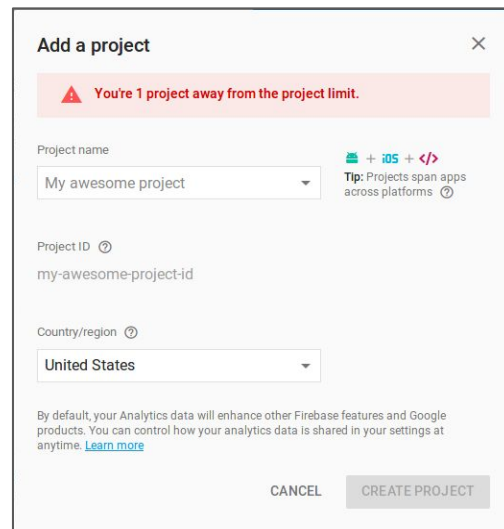 Add a project
You're 1 project away from the project limit.
Project name
My awesome project
+ iOS + </>
Tip: Projects span apps
across platforms
Project ID
my-awesome-project-id
Country/region
United States
By default, your Analytics data will enhance other Firebase features and Google
products. You can control how your analytics data is shared in your settings at
anytime. Learn more
CANCEL
CREATE PROJECT